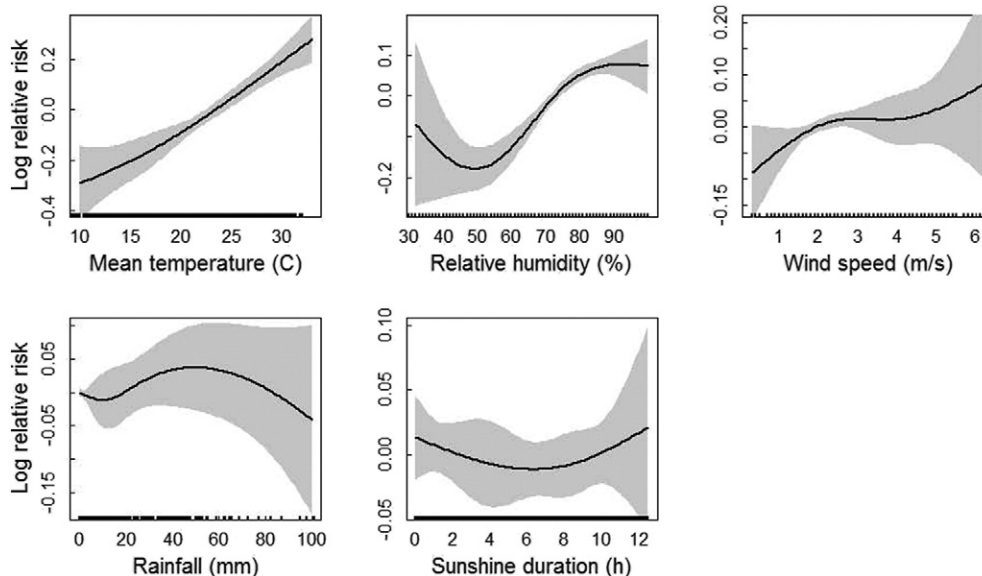 Log relative risk
0.2
0.0
-0.2
-0.4
10 15 20 25 30
Mean temperature (C)
0.1
0.0
-0.2
30 40 50 60 70 80 90
Relative humidity (%)
0.20
0.10
0.00
-0.15
1 2 3 4 5 6
Wind speed (m/s)
Log relative risk
0.05
-0.05
-0.15
0 20 40 60 80 100
Rainfall (mm)
0.10
0.05
0.00
-0.05
0 2 4 6 8 10 12
Sunshine duration (h)